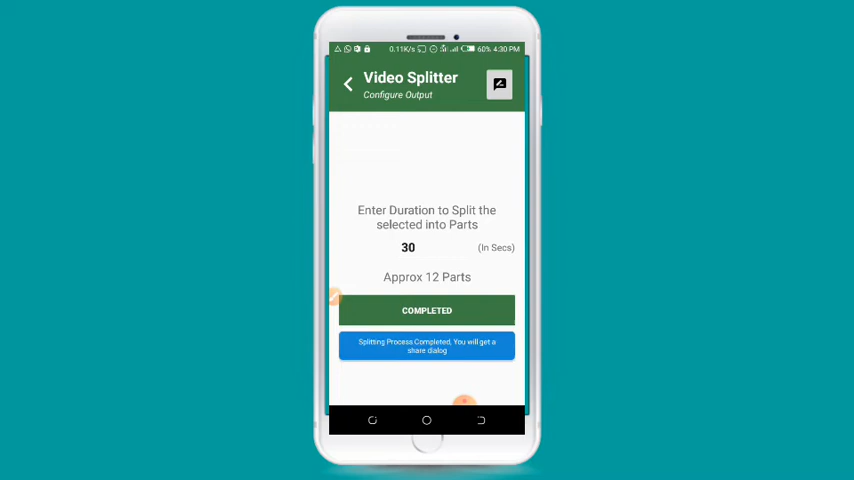 0.11K/s 60% 4:30 PM
Video Splitter
Configure Output
Enter Duration to Split the
selected into Parts
30 (In Secs)
Approx 12 Parts
COMPLETED
Splitting Process Completed, You will get a
share dialog